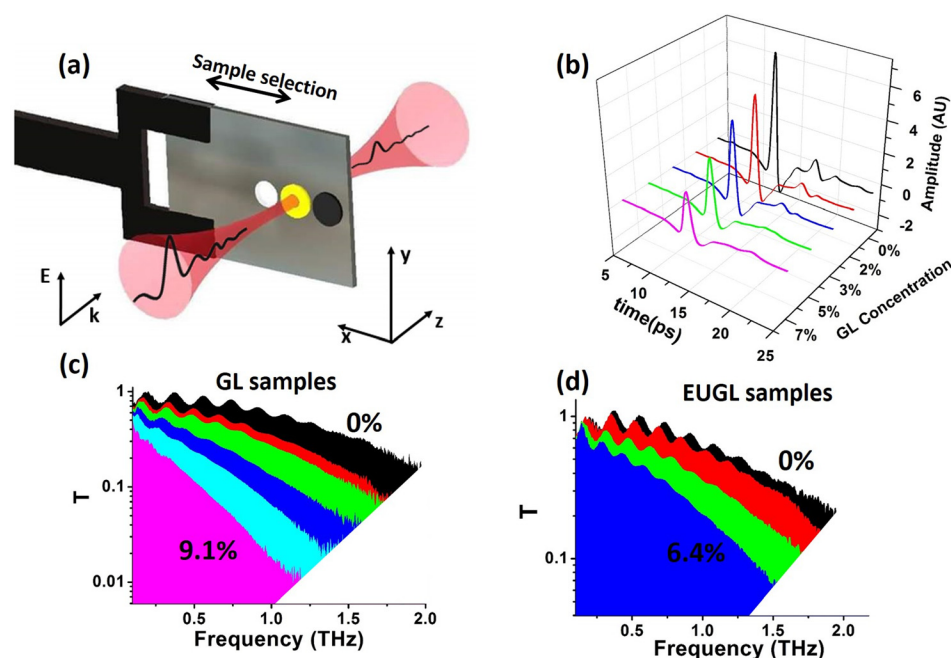 (a)
Sample selection
E
k
y
x
z
(b)
6
4
2
0
-2
Amplitude (AU)
0%
2%
3%
5%
7%
GL Concentration
5
10
15
20
25
time(ps)
(c)
GL samples
1
0.1
0.01
T
0%
9.1%
0.5
1.0
1.5
2.0
Frequency (THz)
(d)
EUGL samples
1
0.1
T
0%
6.4%
0.5
1.0
1.5
2.0
Frequency (THz)